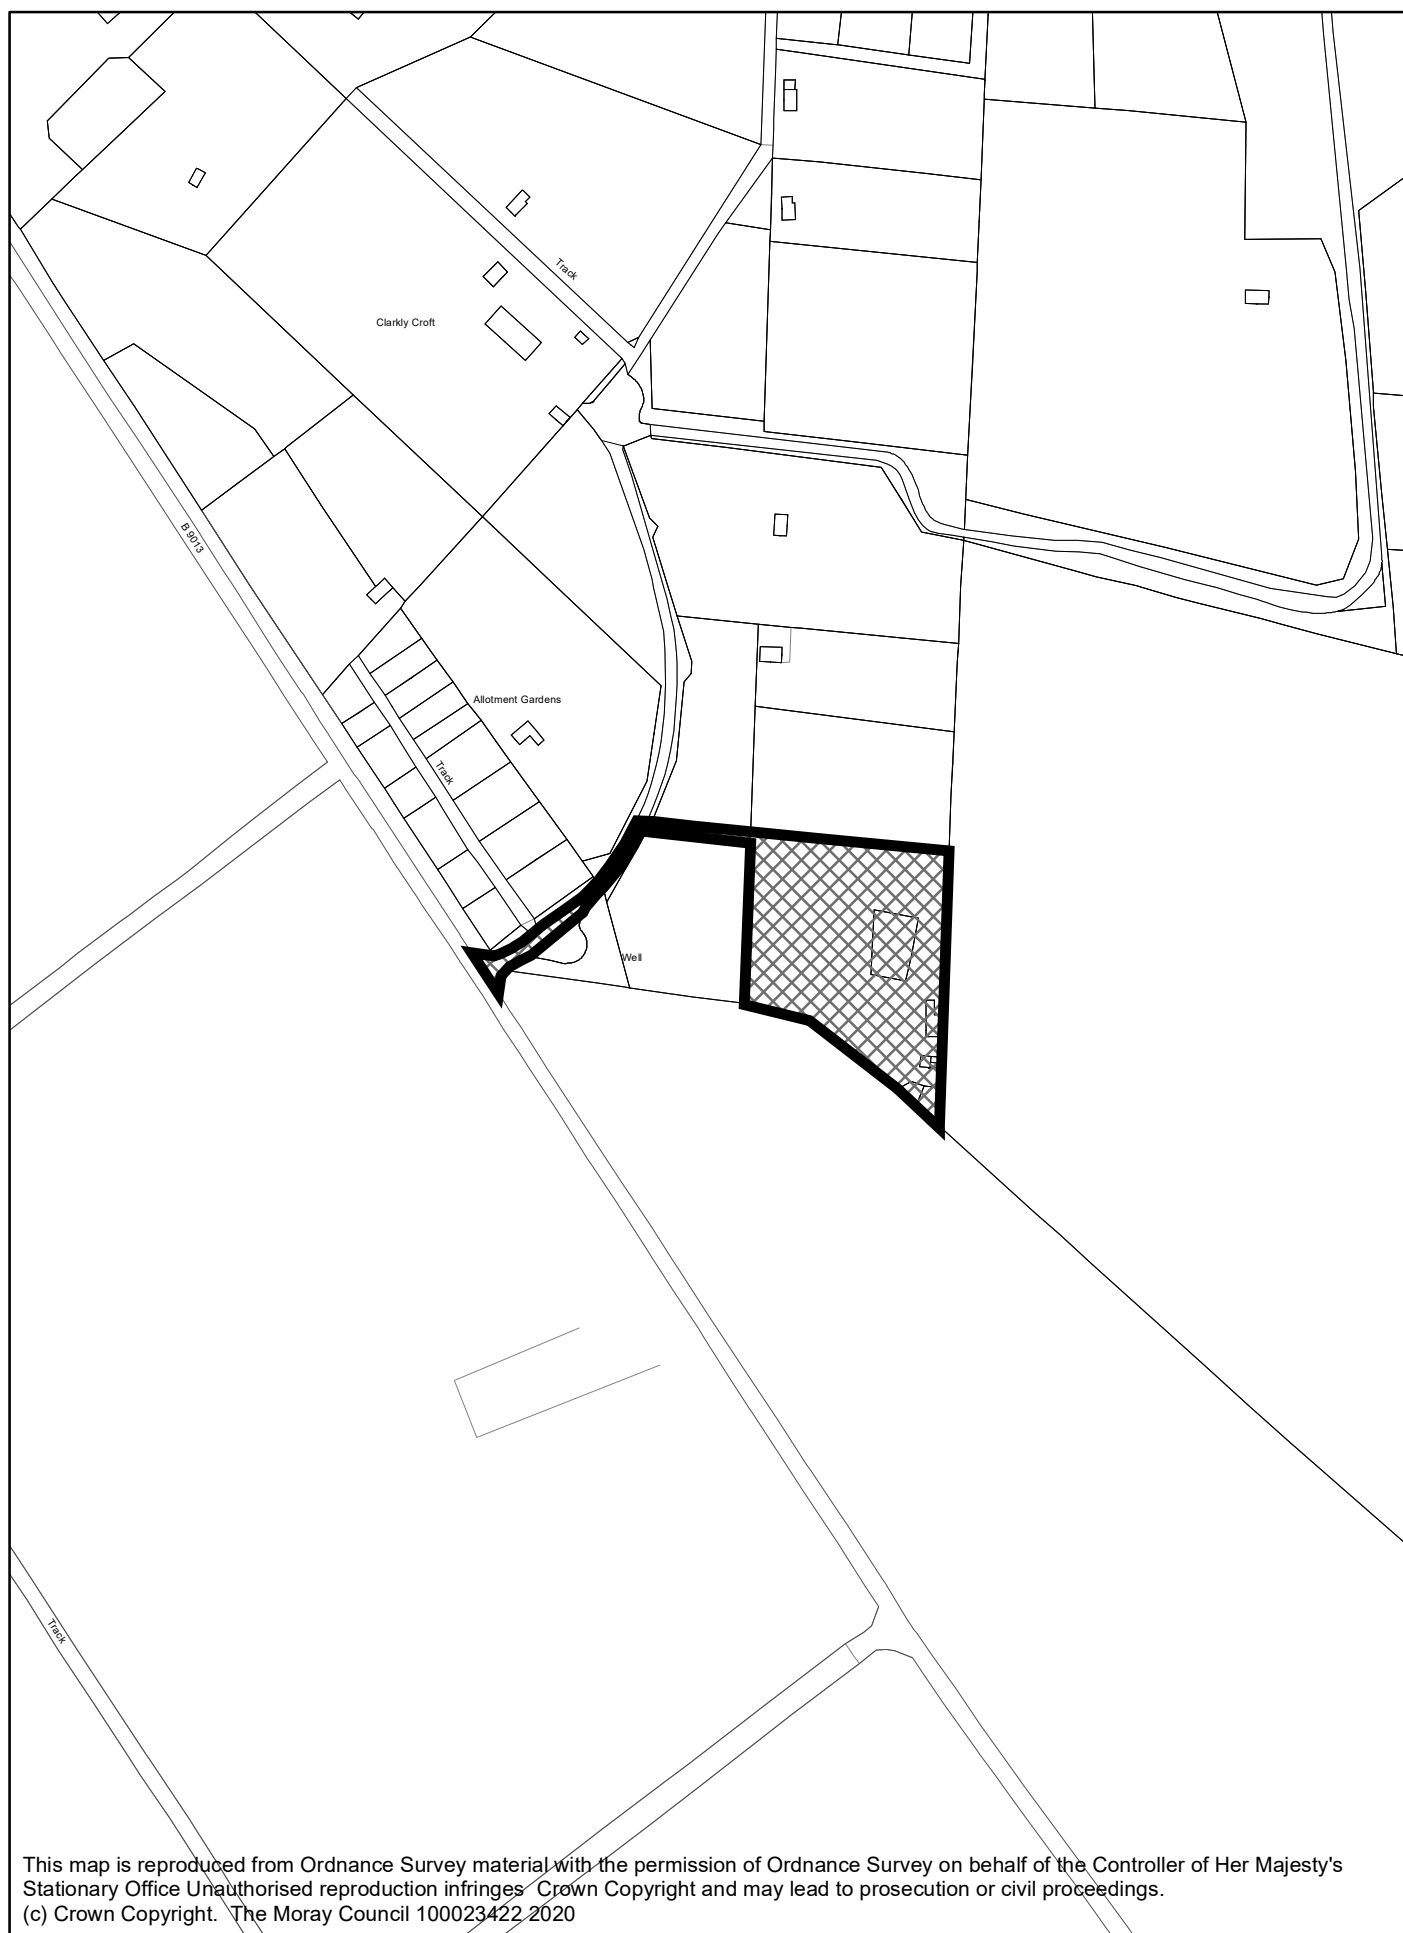 Track
Clarkly Croft
B 9013
Allotment Gardens
Track
Well
Track
This map is reproduced from Ordnance Survey material with the permission of Ordnance Survey on behalf of the Controller of Her Majesty's
Stationary Office Unauthorised reproduction infringes Crown Copyright and may lead to prosecution or civil proceedings.
(c) Crown Copyright. The Moray Council 100023422 2020